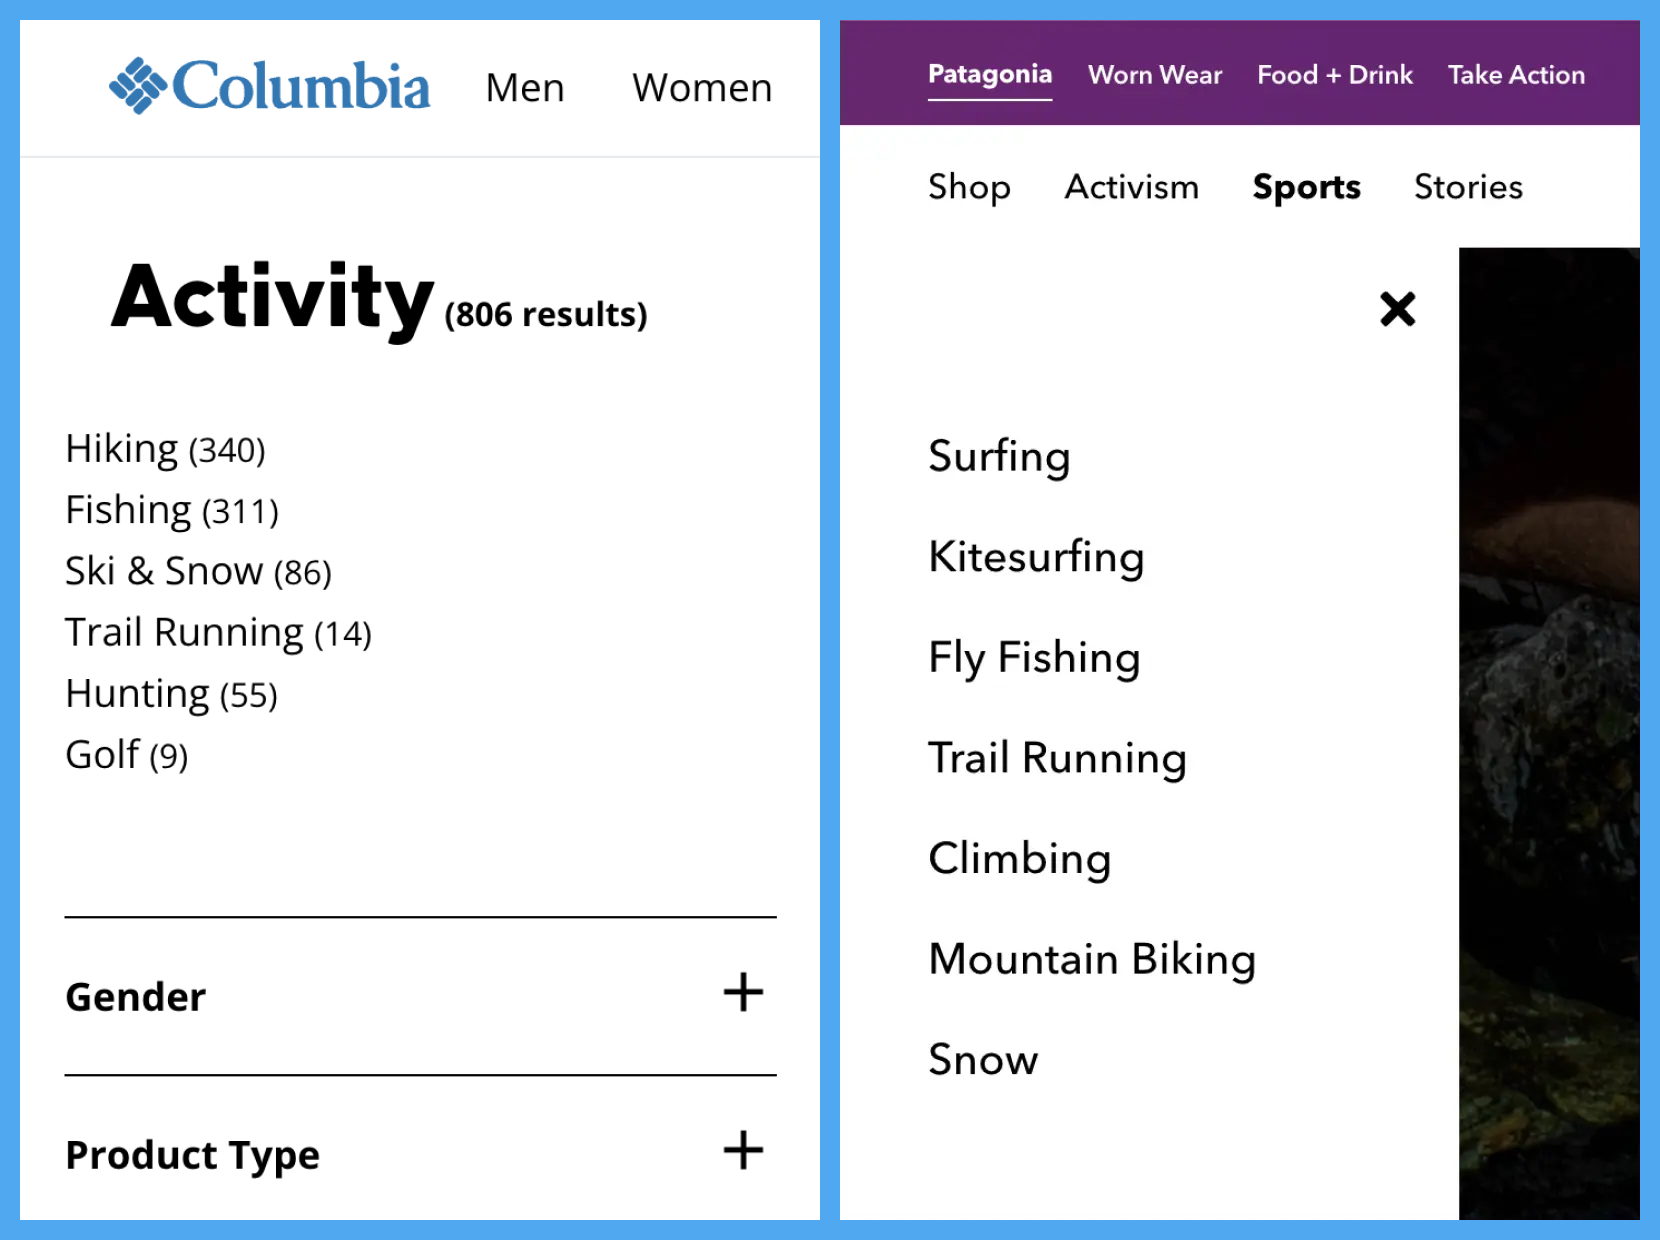 Columbia Men Women
Activity (806 results)
Hiking (340)
Fishing (311)
Ski & Snow (86)
Trail Running (14)
Hunting (55)
Golf (9)
Gender
Product Type
Patagonia Worn Wear Food + Drink Take Action
Shop Activism Sports Stories
Surfing
Kitesurfing
Fly Fishing
Trail Running
Climbing
Mountain Biking
Snow